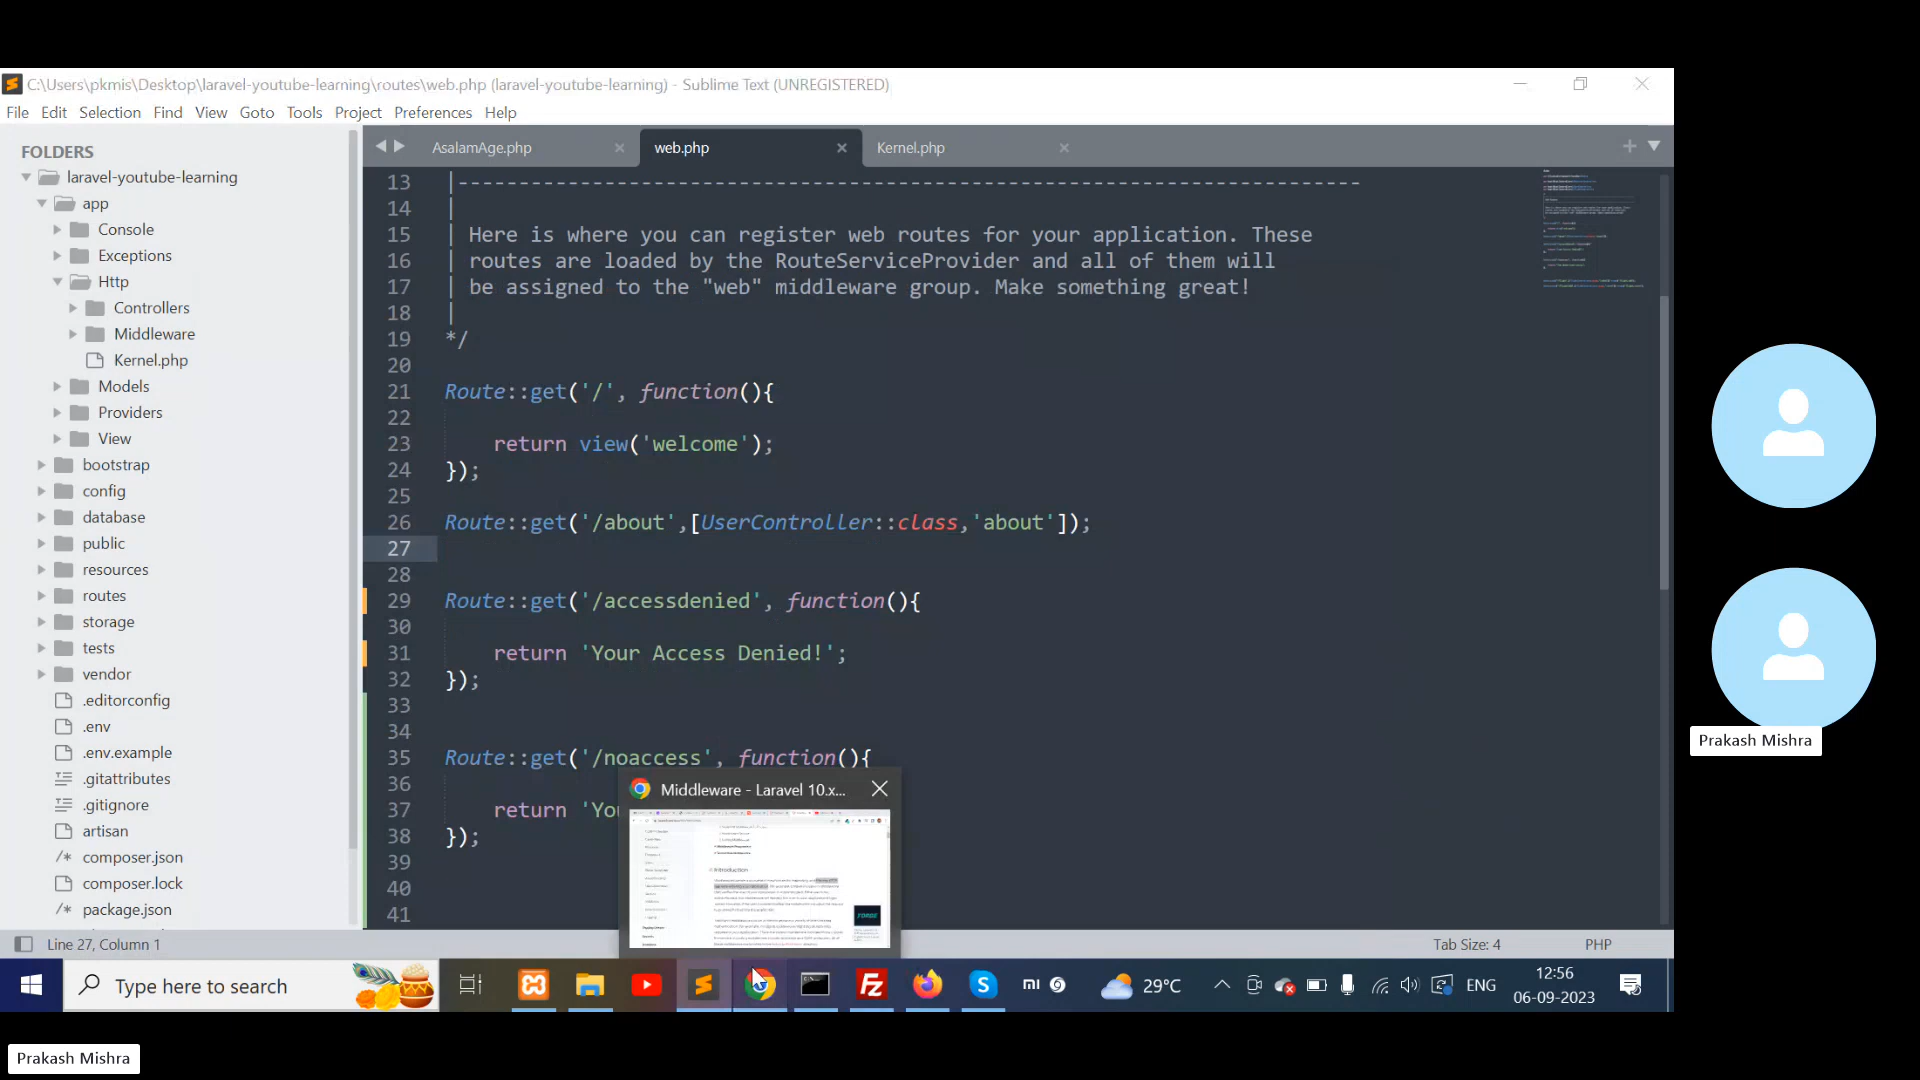 C:\Users\pkmis\Desktop\laravel-youtube-learning\routes\web.php (laravel-youtube-learning) - Sublime Text (UNREGISTERED)
File Edit Selection Find View Goto Tools Project Preferences Help
FOLDERS
laravel-youtube-learning
app
Console
Exceptions
Http
Controllers
Middleware
Kernel.php
Models
Providers
View
bootstrap
config
database
public
resources
routes
storage
tests
vendor
.editorconfig
.env
.env.example
.gitattributes
.gitignore
artisan
composer.json
composer.lock
package.json
AsalamAge.php
web.php
Kernel.php
13 |--------------------------------------------------------------------------
14 |
15 | Here is where you can register web routes for your application. These
16 | routes are loaded by the RouteServiceProvider and all of them will
17 | be assigned to the "web" middleware group. Make something great!
18 |
19 */
20
21 Route::get('/', function(){
22
23 return view('welcome');
24 });
25
26 Route::get('/about',[UserController::class,'about']);
27
28
29 Route::get('/accessdenied', function(){
30
31 return 'Your Access Denied!';
32 });
33
34
35 Route::get('/noaccess', function(){
36
37 return 'You
38 });
39
40
41
Middleware - Laravel 10.x...
Introduction
FORGE
Line 27, Column 1
Tab Size: 4
PHP
Type here to search
mi
29°C
ENG
12:56
06-09-2023
Prakash Mishra
Prakash Mishra